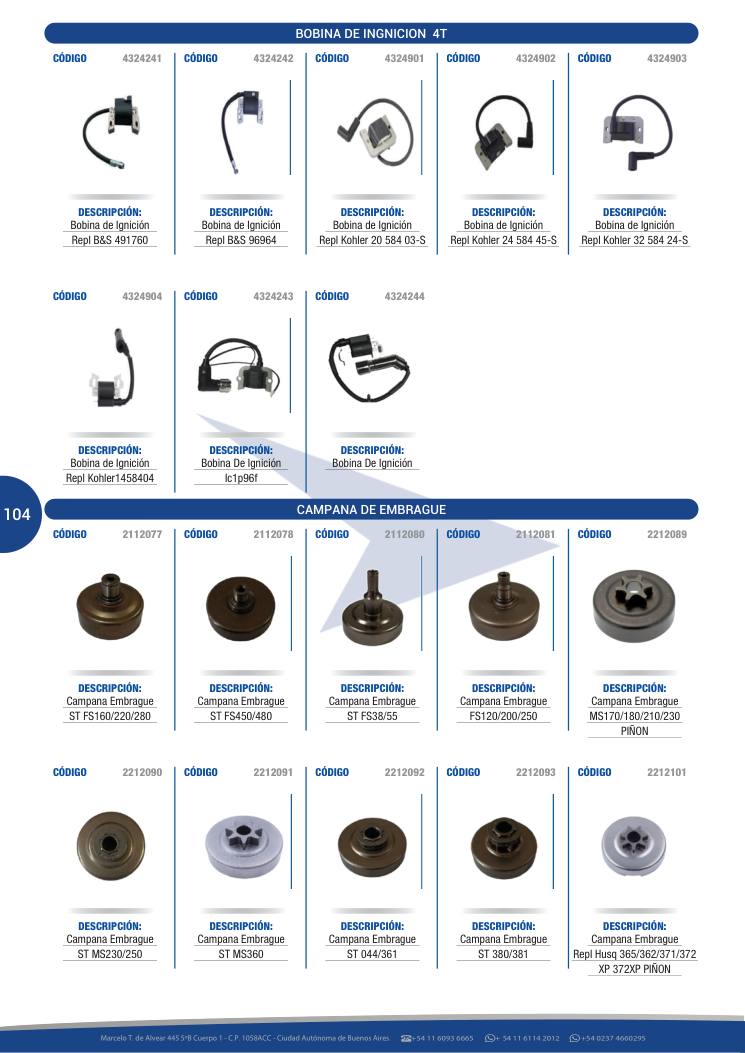 BOBINA DE INGNICION 4T
CÓDIGO 4324241
DESCRIPCIÓN:
Bobina de Ignición
Repl B&S 491760
CÓDIGO 4324242
DESCRIPCIÓN:
Bobina de Ignición
Repl B&S 96964
CÓDIGO 4324901
DESCRIPCIÓN:
Bobina de Ignición
Repl Kohler 20 584 03-S
CÓDIGO 4324902
DESCRIPCIÓN:
Bobina de Ignición
Repl Kohler 24 584 45-S
CÓDIGO 4324903
DESCRIPCIÓN:
Bobina de Ignición
Repl Kohler 32 584 24-S
CÓDIGO 4324904
DESCRIPCIÓN:
Bobina de Ignición
Repl Kohler1458404
CÓDIGO 4324243
DESCRIPCIÓN:
Bobina De Ignición
lc1p96f
CÓDIGO 4324244
DESCRIPCIÓN:
Bobina De Ignición
104
CAMPANA DE EMBRAGUE
CÓDIGO 2112077
DESCRIPCIÓN:
Campana Embrague
ST FS160/220/280
CÓDIGO 2112078
DESCRIPCIÓN:
Campana Embrague
ST FS450/480
CÓDIGO 2112080
DESCRIPCIÓN:
Campana Embrague
ST FS38/55
CÓDIGO 2112081
DESCRIPCIÓN:
Campana Embrague
FS120/200/250
CÓDIGO 2212089
DESCRIPCIÓN:
Campana Embrague
MS170/180/210/230
PIÑON
CÓDIGO 2212090
DESCRIPCIÓN:
Campana Embrague
ST MS230/250
CÓDIGO 2212091
DESCRIPCIÓN:
Campana Embrague
ST MS360
CÓDIGO 2212092
DESCRIPCIÓN:
Campana Embrague
ST 044/361
CÓDIGO 2212093
DESCRIPCIÓN:
Campana Embrague
ST 380/381
CÓDIGO 2212101
DESCRIPCIÓN:
Campana Embrague
Repl Husq 365/362/371/372
XP 372XP PIÑON
Marcelo T. de Alvear 445 5ºB Cuerpo 1 - C.P. 1058ACC - Ciudad Autónoma de Buenos Aires. +54 11 6093 6665 + 54 11 6114 2012 +54 0237 4660295